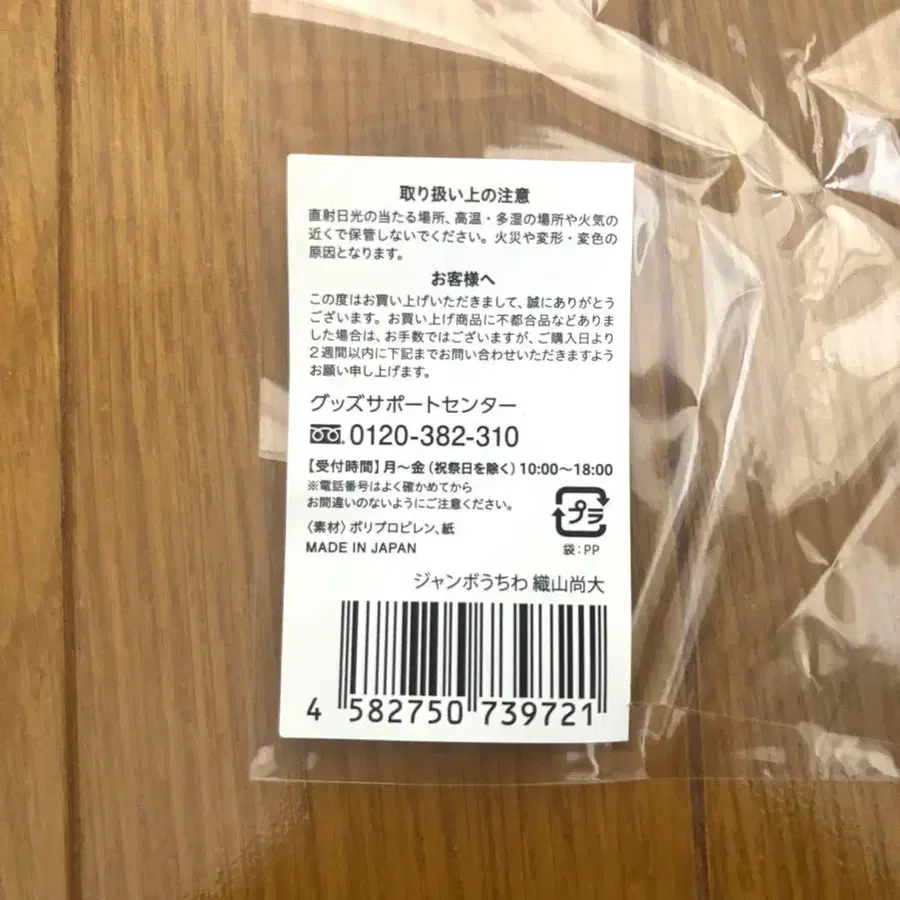 取り扱い上の注意
直射日光の当たる場所、高温・多湿の場所や火気の
近くで保管しないでください。火災や変形・変色の
原因となります。
お客様へ
この度はお買い上げいただきまして、誠にありがとう
ございます。お買い上げ商品に不都合品などありま
した場合は、お手数ではございますが、ご購入日より
2週間以内に下記までお問い合わせいただきますよう
お願い申し上げます。
グッズサポートセンター
0120-382-310
【受付時間】月〜金（祝祭日を除く）10:00〜18:00
※電話番号はよく確かめてから
お間違いのないようにご注意ください。
プラ
袋:PP
〈素材〉ポリプロピレン、紙
MADE IN JAPAN
ジャンボうちわ 織山尚大
4 582750 739721